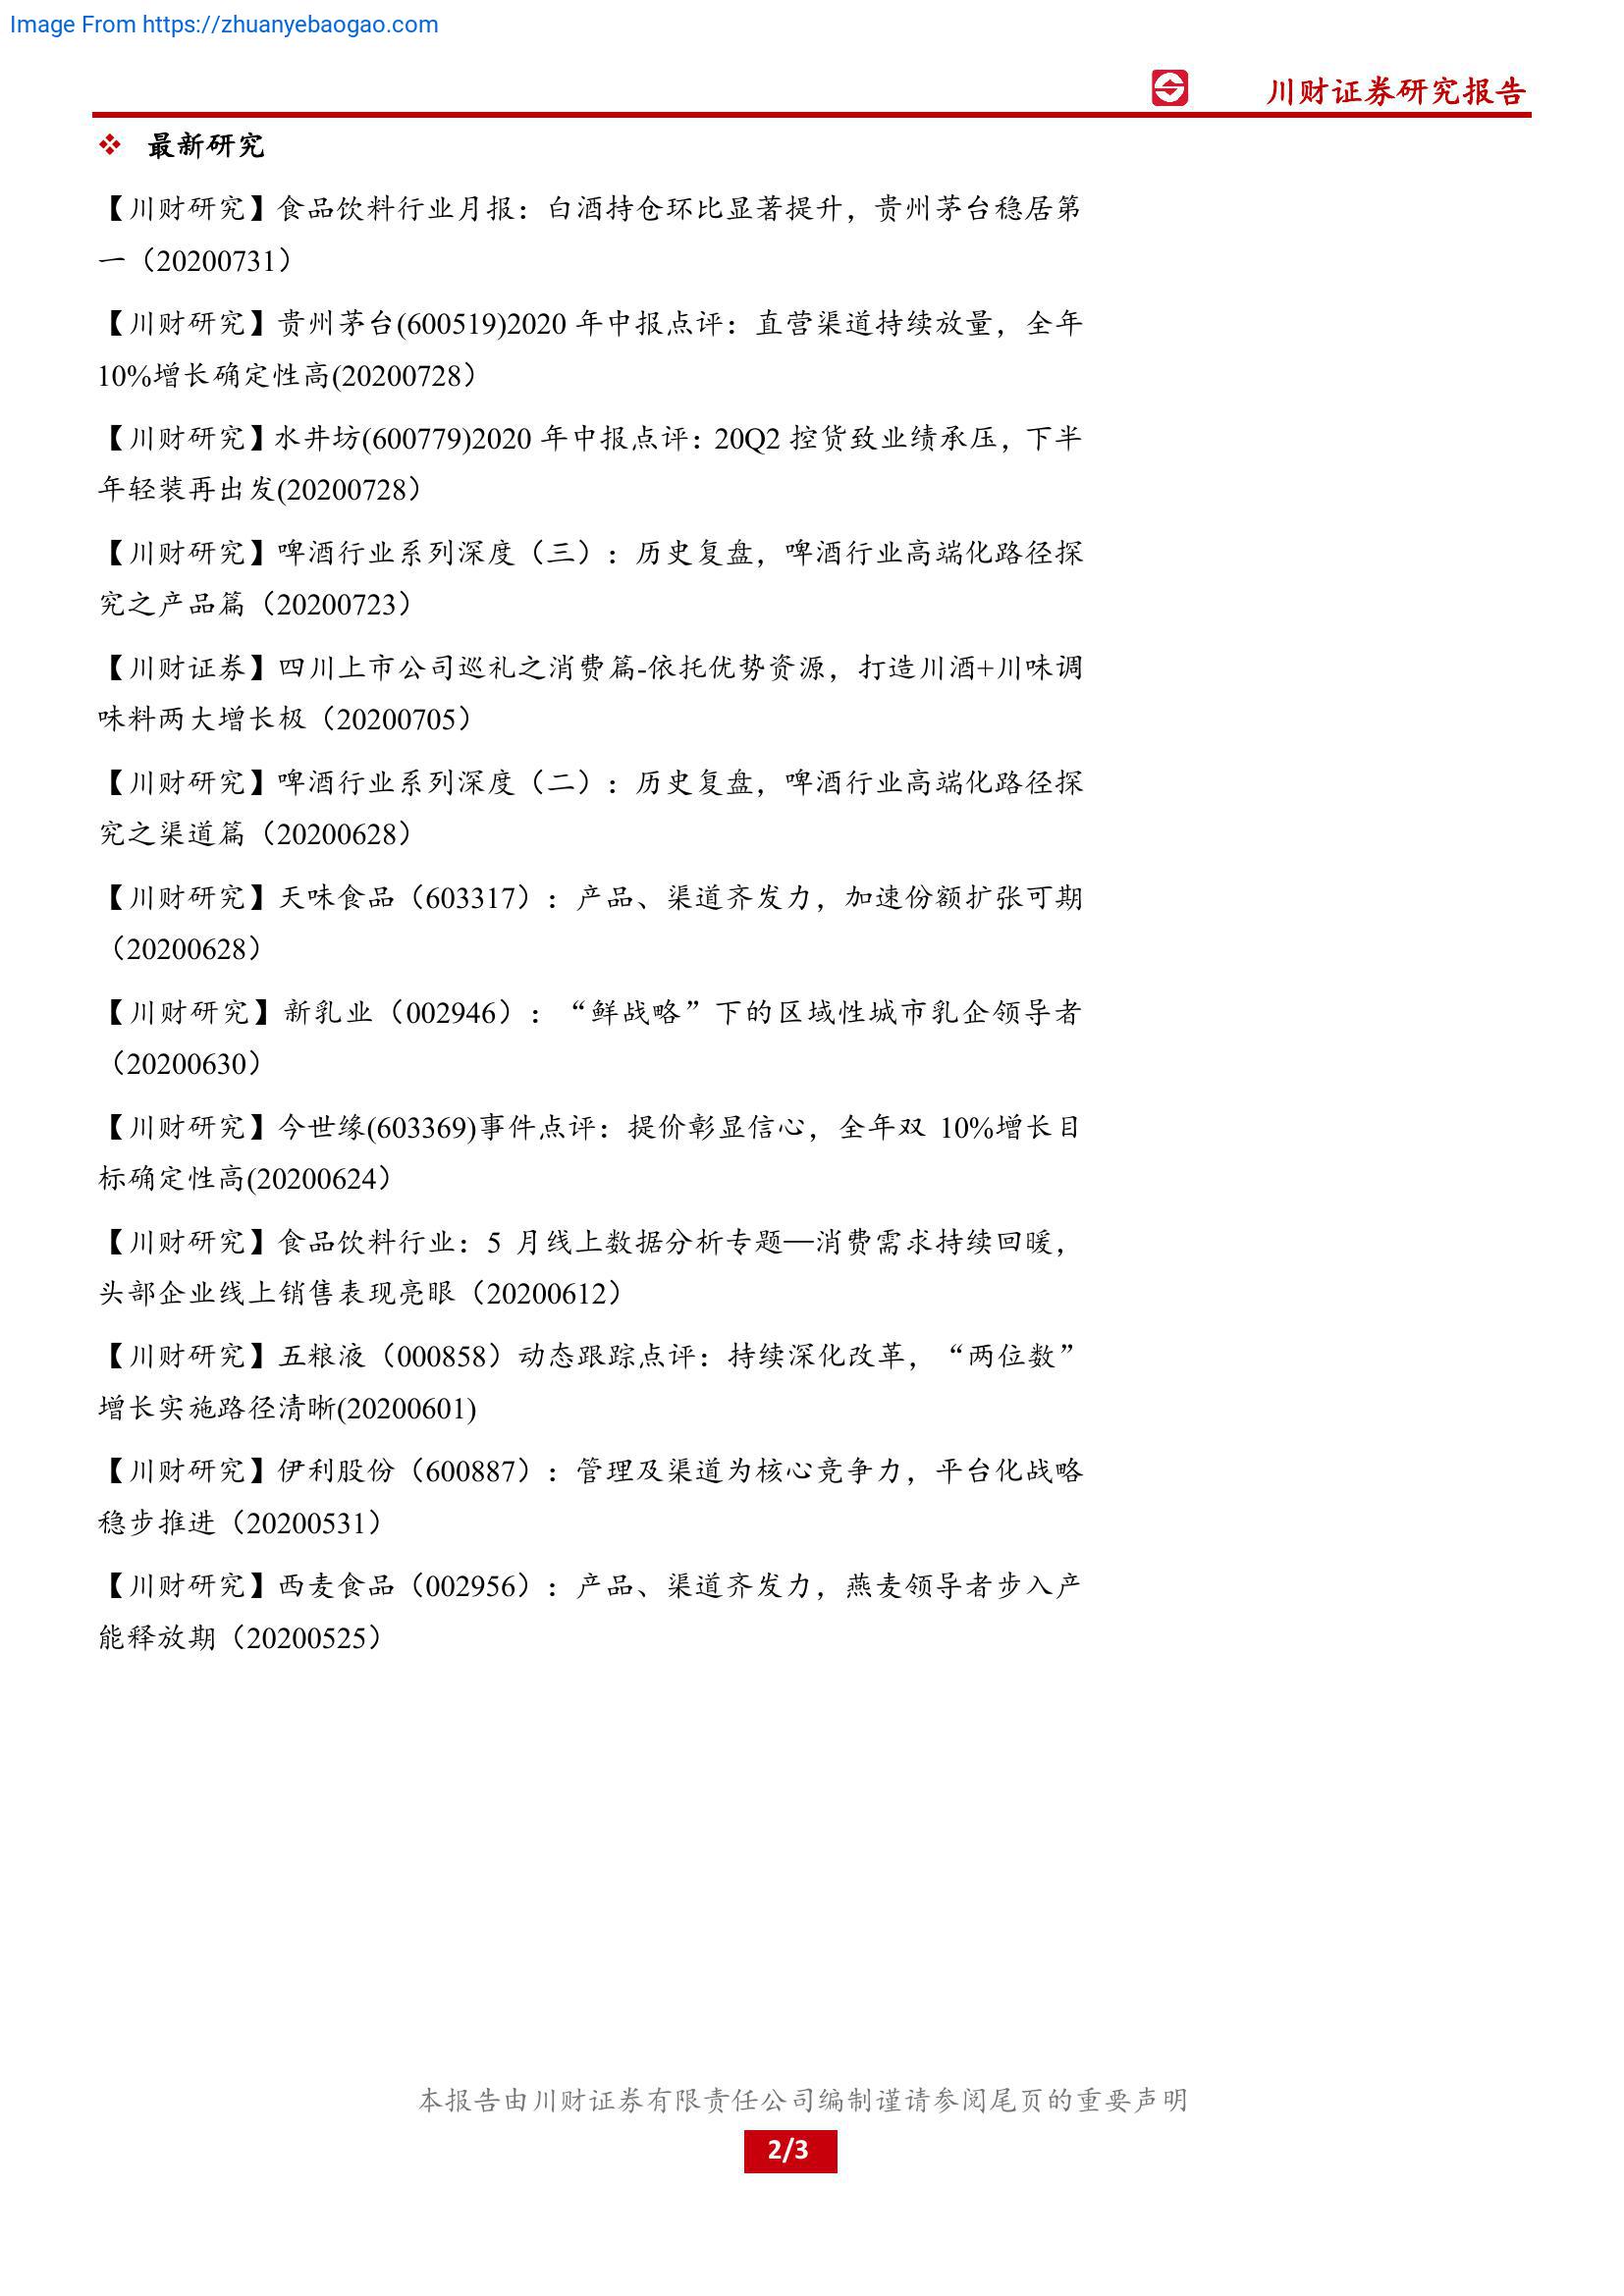 Image From https://zhuanyebaogao.com
川财证券研究报告
❖ 最新研究
【川财研究】食品饮料行业月报：白酒持仓环比显著提升，贵州茅台稳居第
一（20200731）
【川财研究】贵州茅台(600519)2020 年中报点评：直营渠道持续放量，全年
10%增长确定性高(20200728）
【川财研究】水井坊(600779)2020 年中报点评：20Q2 控货致业绩承压，下半
年轻装再出发(20200728）
【川财研究】啤酒行业系列深度（三）：历史复盘，啤酒行业高端化路径探
究之产品篇（20200723）
【川财证券】四川上市公司巡礼之消费篇-依托优势资源，打造川酒+川味调
味料两大增长极（20200705）
【川财研究】啤酒行业系列深度（二）：历史复盘，啤酒行业高端化路径探
究之渠道篇（20200628）
【川财研究】天味食品（603317）：产品、渠道齐发力，加速份额扩张可期
（20200628）
【川财研究】新乳业（002946）：“鲜战略”下的区域性城市乳企领导者
（20200630）
【川财研究】今世缘(603369)事件点评：提价彰显信心，全年双 10%增长目
标确定性高(20200624）
【川财研究】食品饮料行业：5 月线上数据分析专题—消费需求持续回暖，
头部企业线上销售表现亮眼（20200612）
【川财研究】五粮液（000858）动态跟踪点评：持续深化改革，“两位数”
增长实施路径清晰(20200601)
【川财研究】伊利股份（600887）：管理及渠道为核心竞争力，平台化战略
稳步推进（20200531）
【川财研究】西麦食品（002956）：产品、渠道齐发力，燕麦领导者步入产
能释放期（20200525）
本报告由川财证券有限责任公司编制谨请参阅尾页的重要声明
2/3